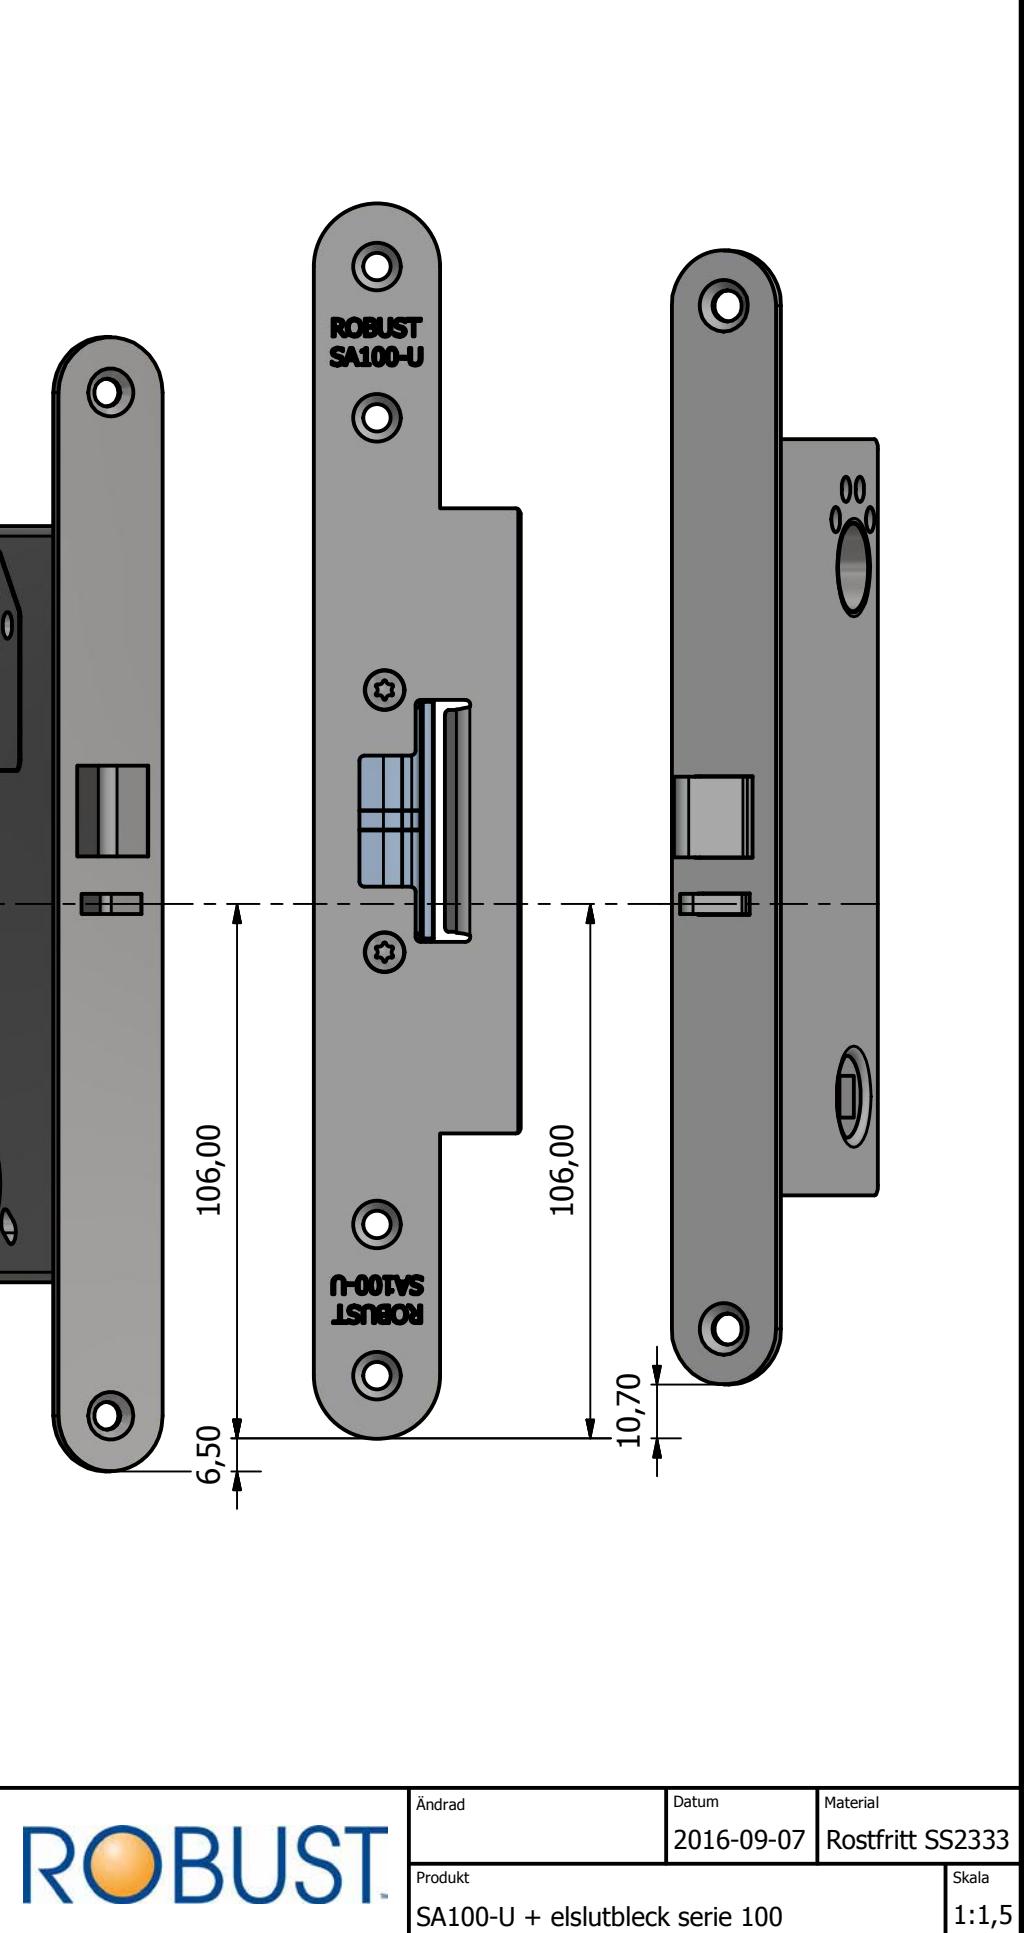 ROBUST
SA100-U
106,00
106,00
SA100-U
ROBUST
10,70
6,50
ROBUST
Ändrad
Datum
2016-09-07
Material
Rostfritt SS2333
Produkt
SA100-U + elslutbleck serie 100
Skala
1:1,5